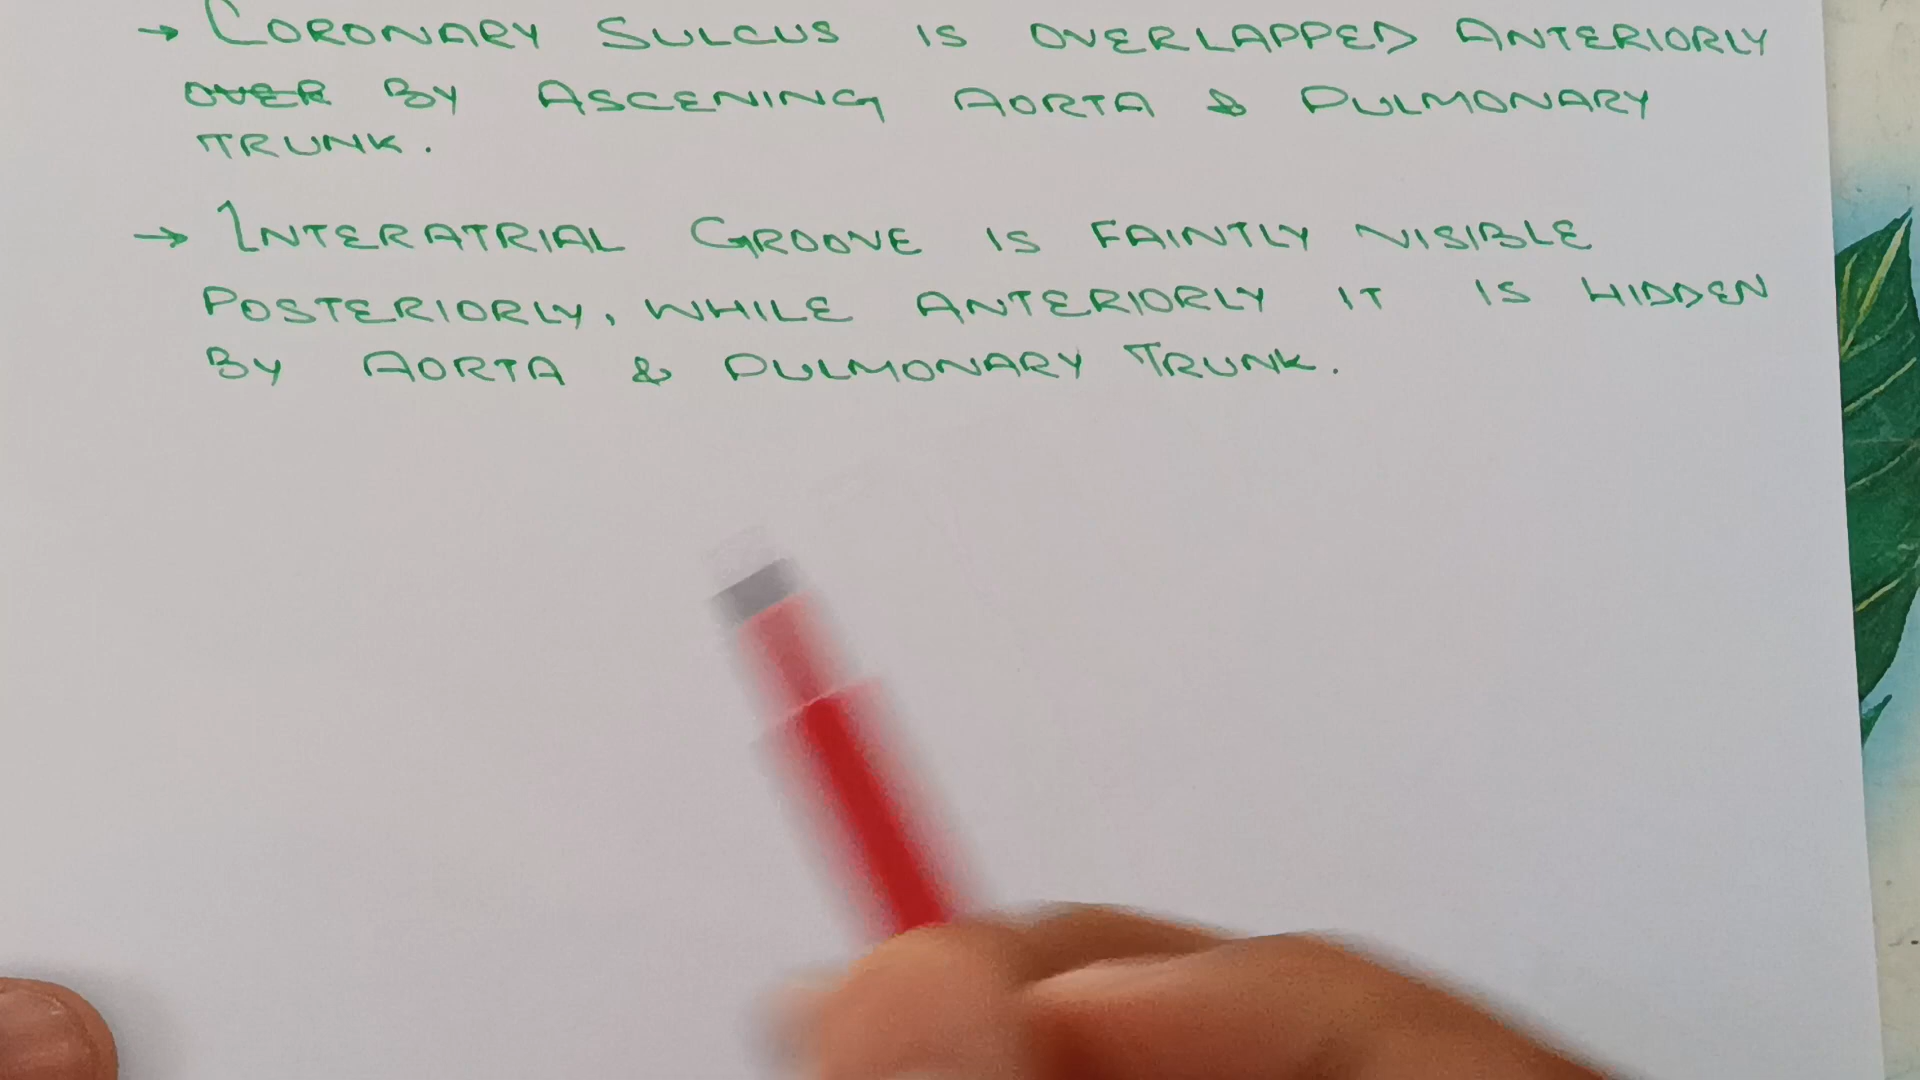 → CORONARY SULCUS IS OVERLAPPED ANTERIORLY
OVER BY ASCENING AORTA & PULMONARY
TRUNK.
→ INTERATRIAL GROOVE IS FAINTLY VISIBLE
POSTERIORLY, WHILE ANTERIORLY IT IS HIDDEN
BY AORTA & PULMONARY TRUNK.